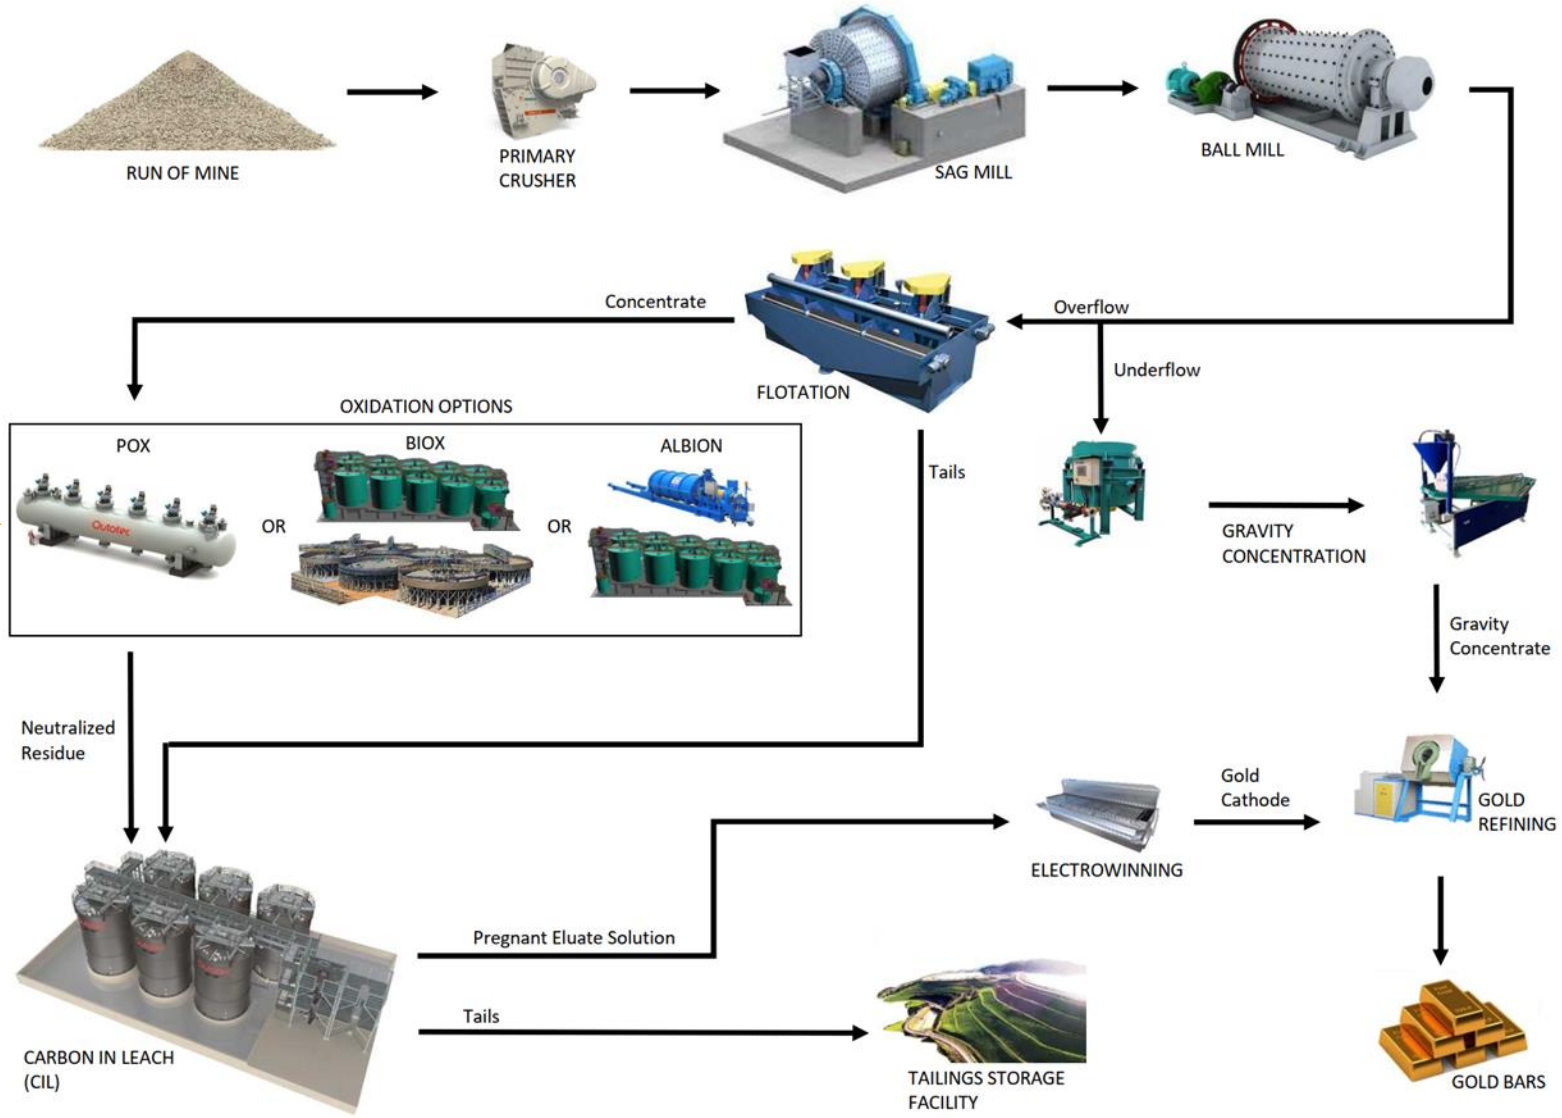 RUN OF MINE
PRIMARY
CRUSHER
SAG MILL
BALL MILL
Concentrate
Overflow
Underflow
FLOTATION
OXIDATION OPTIONS
POX
BIOX
ALBION
Outotec
OR
OR
Tails
GRAVITY
CONCENTRATION
Gravity
Concentrate
Neutralized
Residue
Gold
Cathode
GOLD
REFINING
ELECTROWINNING
Pregnant Eluate Solution
Tails
CARBON IN LEACH
(CIL)
TAILINGS STORAGE
FACILITY
GOLD BARS